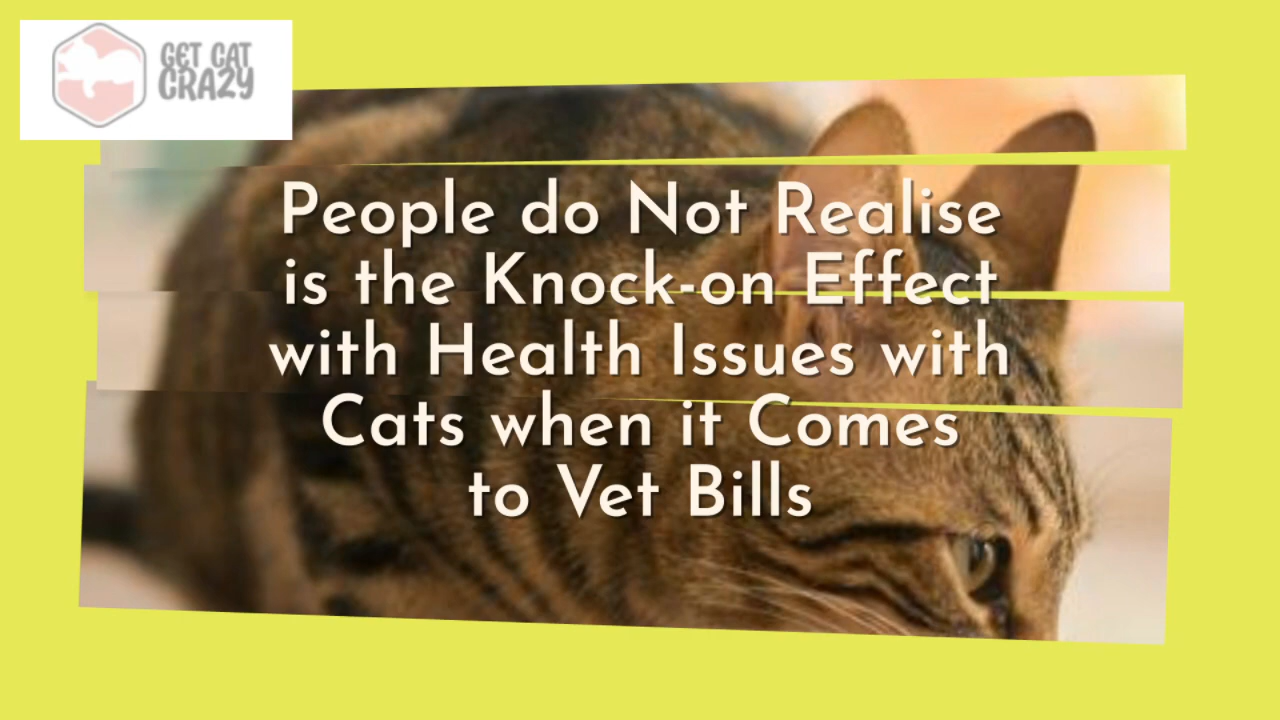 GET CAT
CRAZY
People do Not Realise
is the Knock-on Effect
with Health Issues with
Cats when it Comes
to Vet Bills